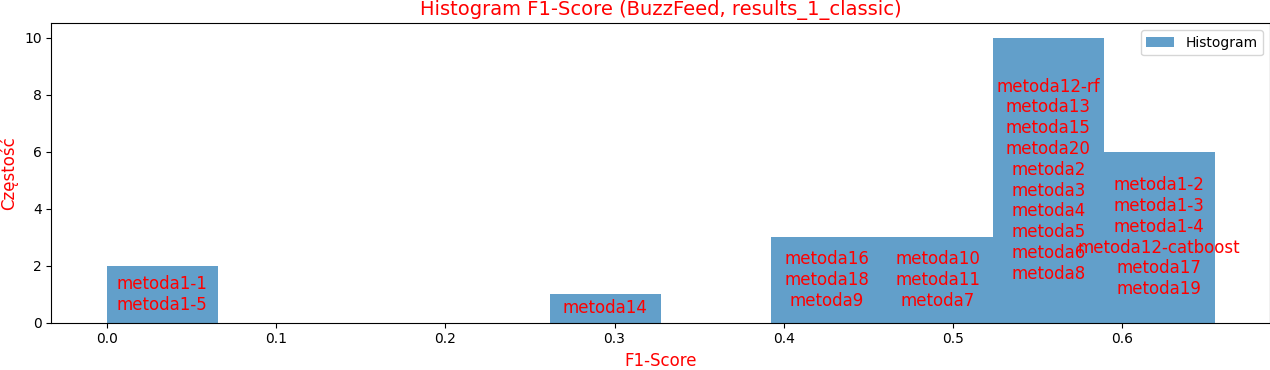 Histogram F1-Score (BuzzFeed, results_1_classic)
Histogram
Częstość
10
8
6
4
2
0
metoda1-1
metoda1-5
metoda14
metoda16
metoda18
metoda9
metoda10
metoda11
metoda7
metoda12-rf
metoda13
metoda15
metoda20
metoda2
metoda3
metoda4
metoda5
metoda6
metoda8
metoda1-2
metoda1-3
metoda1-4
metoda12-catboost
metoda17
metoda19
0.0 0.1 0.2 0.3 0.4 0.5 0.6
F1-Score